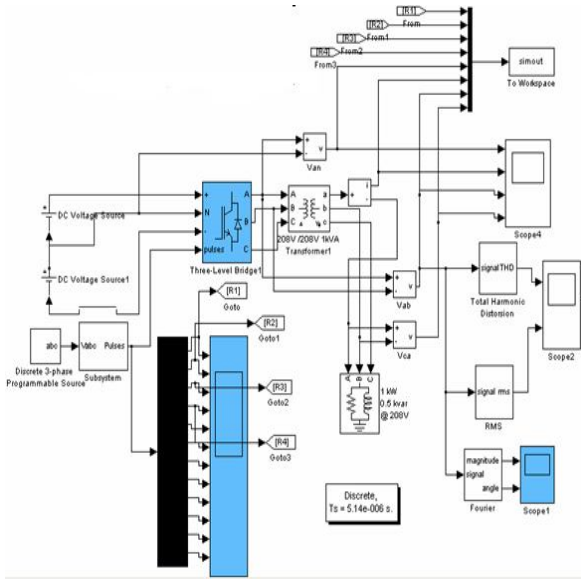 [R1]
From
[R2]
From1
[R3]
From2
[R4]
From3
simout
To Workspace
+
-
v
Van
Scope4
DC Voltage Source
DC Voltage Source1
+
N
-
pulses
A
B
C
Three-Level Bridge1
A
B
C
a
b
c
208V /208V 1kVA
Transformer1
+
i
-
+
-
v
Vab
+
-
v
Vca
signal THD
Total Harmonic
Distorsion
Scope2
signal rms
RMS
magnitude
signal
angle
Fourier
Scope1
abc
Discrete 3-phase
Programmable Source
Vabc
Pulses
Subsystem
[R1]
Goto
[R2]
Goto1
[R3]
Goto2
[R4]
Goto3
A
B
C
1 kW
0.5 kvar
@ 208V
Discrete,
Ts = 5.14e-006 s.